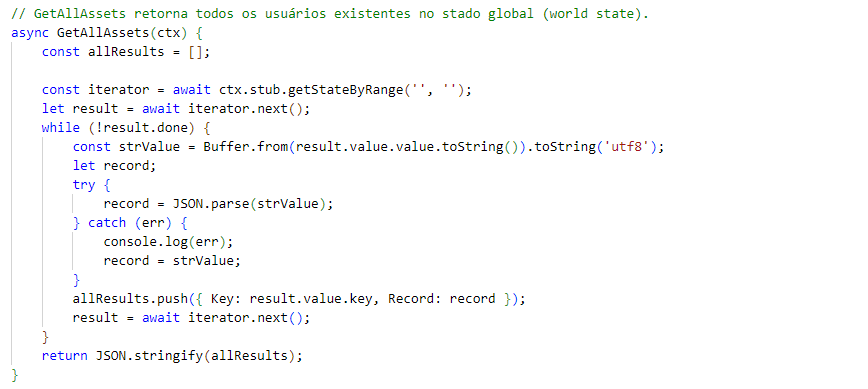 // GetAllAssets retorna todos os usuários existentes no stado global (world state).
async GetAllAssets(ctx) {
    const allResults = [];

    const iterator = await ctx.stub.getStateByRange('', '');
    let result = await iterator.next();
    while (!result.done) {
        const strValue = Buffer.from(result.value.value.toString()).toString('utf8');
        let record;
        try {
            record = JSON.parse(strValue);
        } catch (err) {
            console.log(err);
            record = strValue;
        }
        allResults.push({ Key: result.value.key, Record: record });
        result = await iterator.next();
    }
    return JSON.stringify(allResults);
}